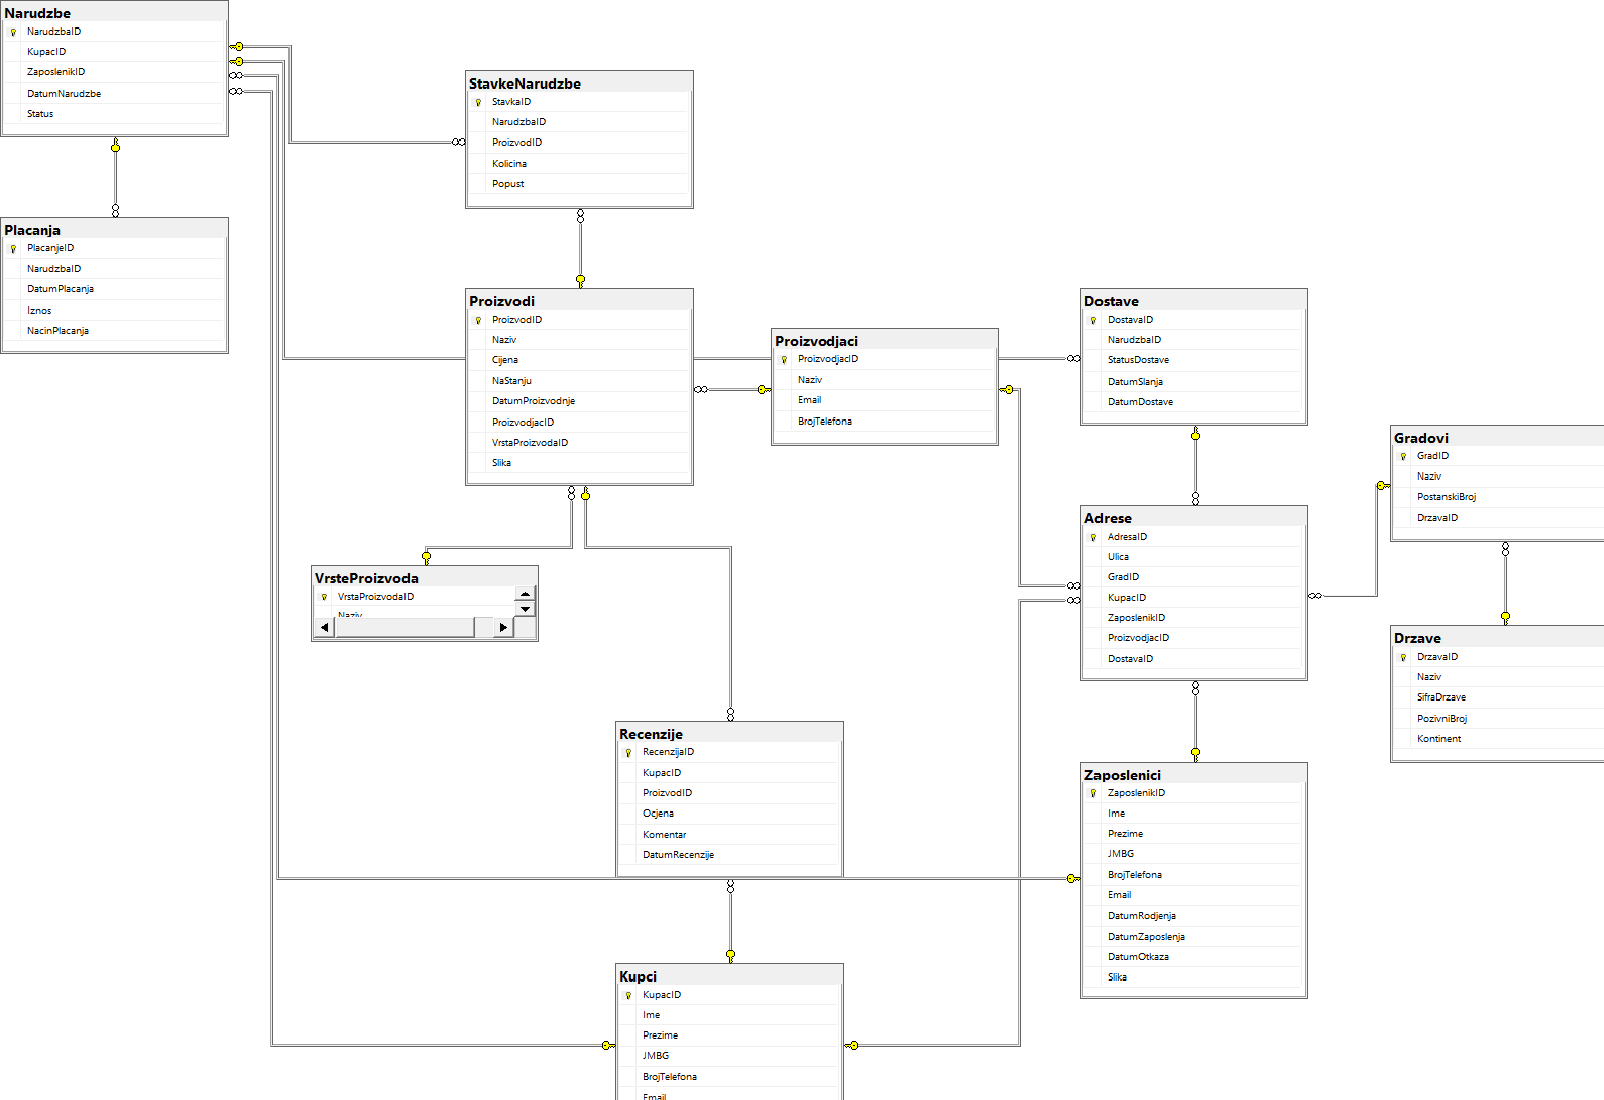 Narudzbe
NarudzbaID
KupacID
ZaposlenikID
DatumNarudzbe
Status
Placanja
PlacanjeID
NarudzbaID
DatumPlacanja
Iznos
NacinPlacanja
StavkeNarudzbe
StavkaID
NarudzbaID
ProizvodID
Kolicina
Popust
Proizvodi
ProizvodID
Naziv
Cijena
NaStanju
DatumProizvodnje
ProizvodjacID
VrstaProizvodaID
Slika
Proizvodjaci
ProizvodjacID
Naziv
Email
BrojTelefona
Dostave
DostavaID
NarudzbaID
StatusDostave
DatumSlanja
DatumDostave
Gradovi
GradID
Naziv
PostanskiBroj
DrzavaID
Adrese
AdresaID
Ulica
GradID
KupacID
ZaposlenikID
ProizvodjacID
DostavaID
VrsteProizvoda
VrstaProizvodaID
Naziv
Drzave
DrzavaID
Naziv
SifraDrzave
PozivniBroj
Kontinent
Recenzije
RecenzijaID
KupacID
ProizvodID
Ocjena
Komentar
DatumRecenzije
Zaposlenici
ZaposlenikID
Ime
Prezime
JMBG
BrojTelefona
Email
DatumRodjenja
DatumZaposlenja
DatumOtkaza
Slika
Kupci
KupacID
Ime
Prezime
JMBG
BrojTelefona
Email